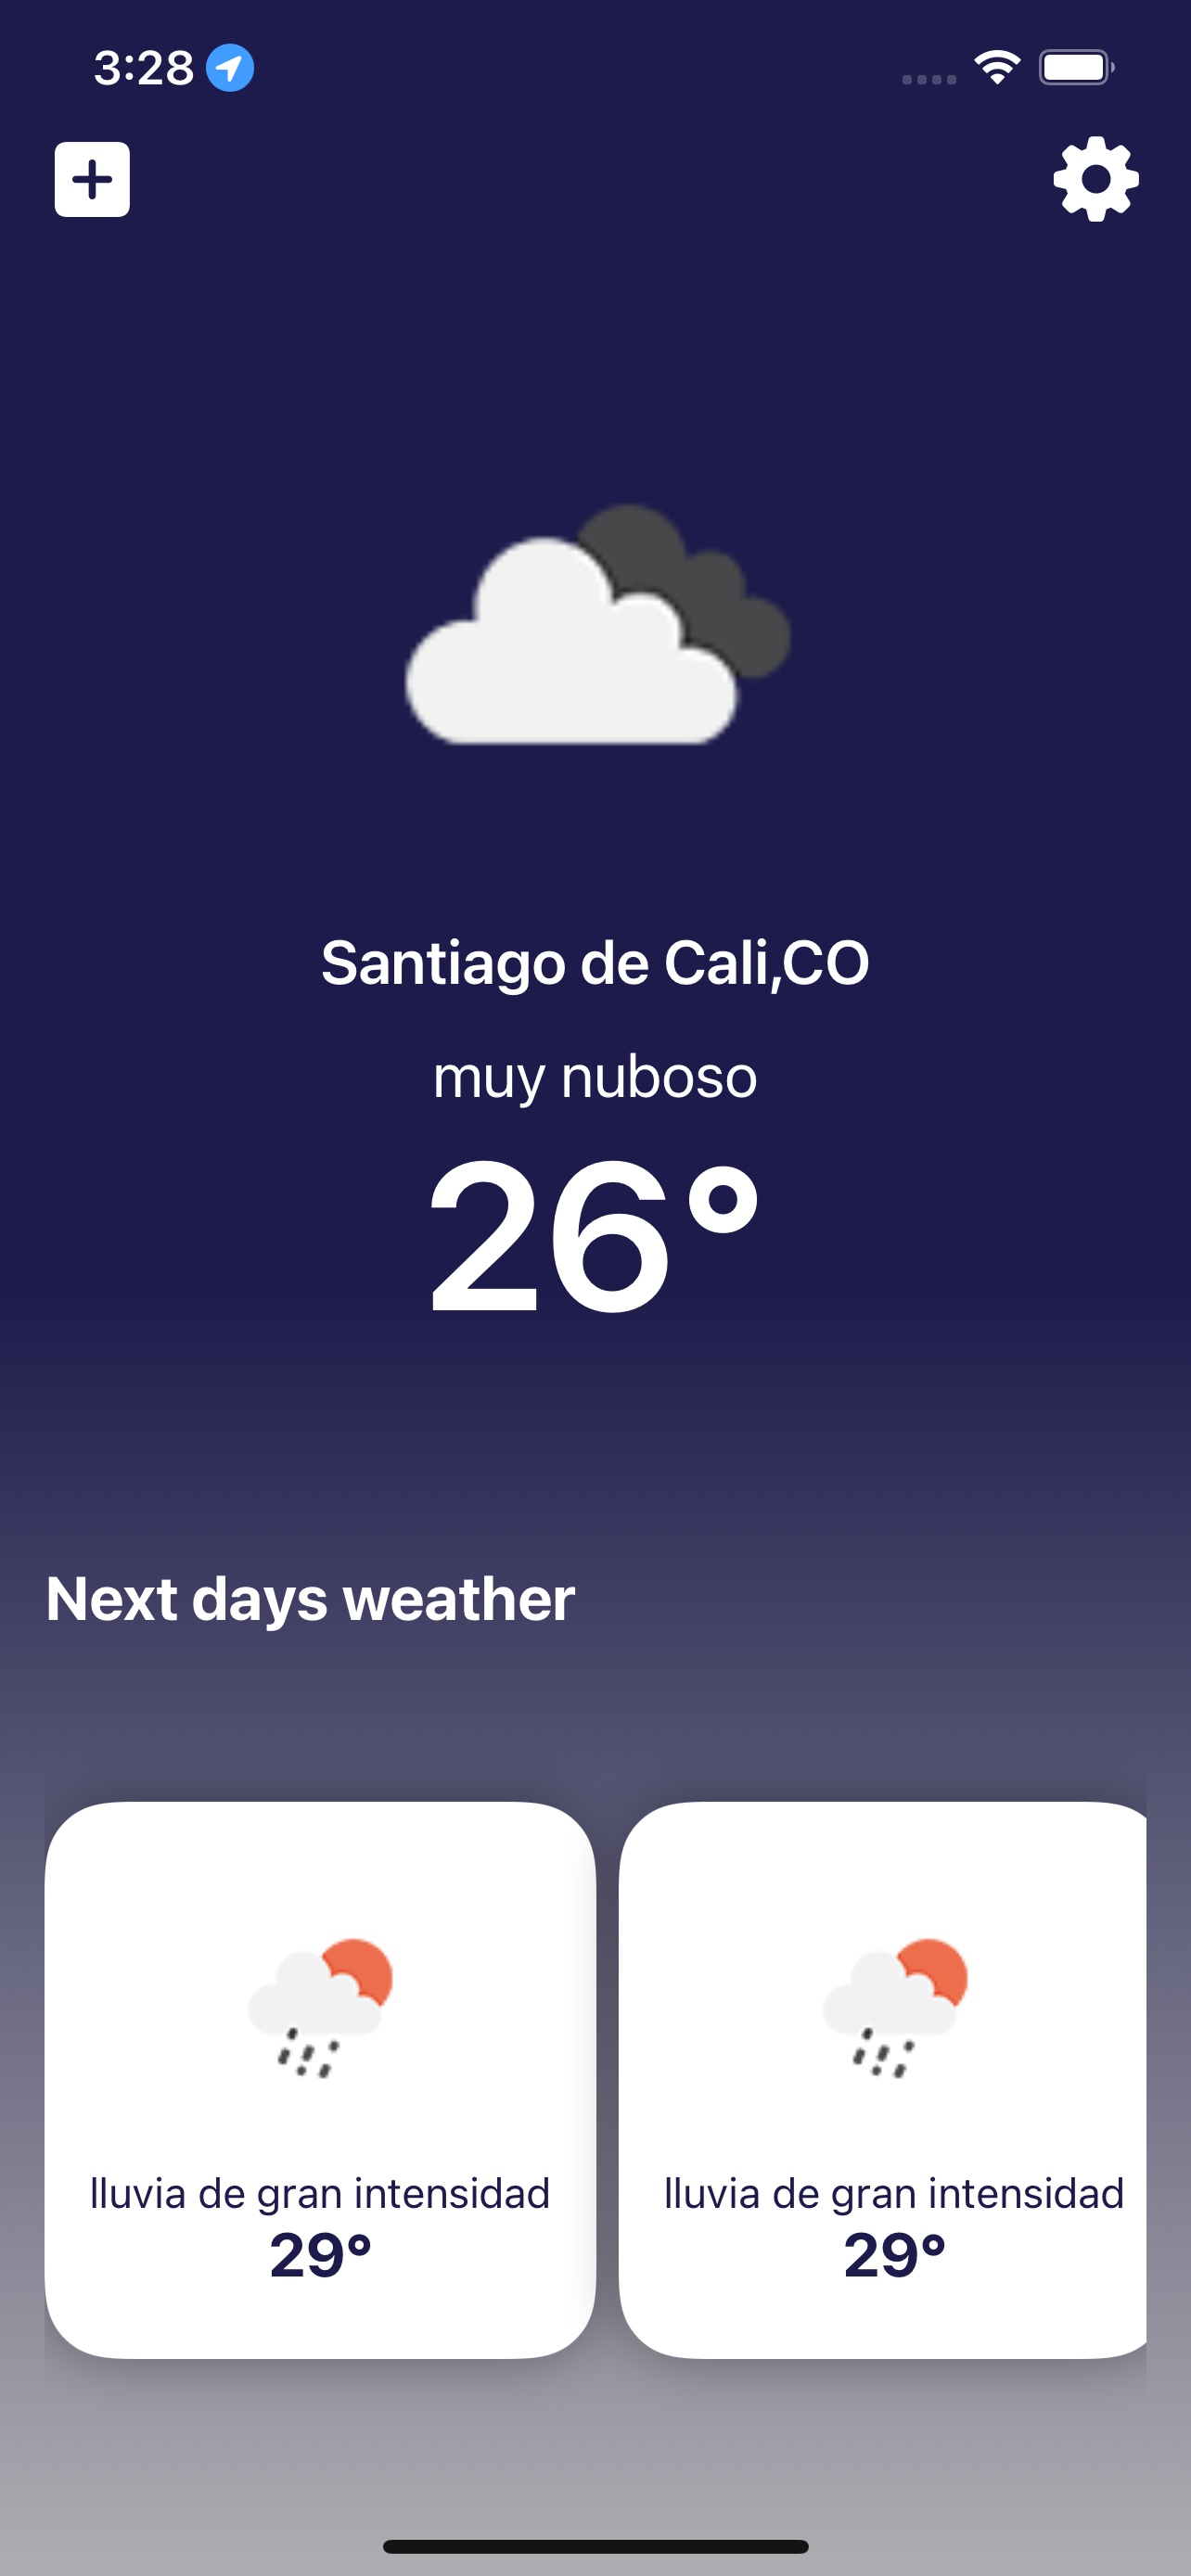 3:28
Santiago de Cali,CO
muy nuboso
26°
Next days weather
lluvia de gran intensidad
29°
lluvia de gran intensidad
29°